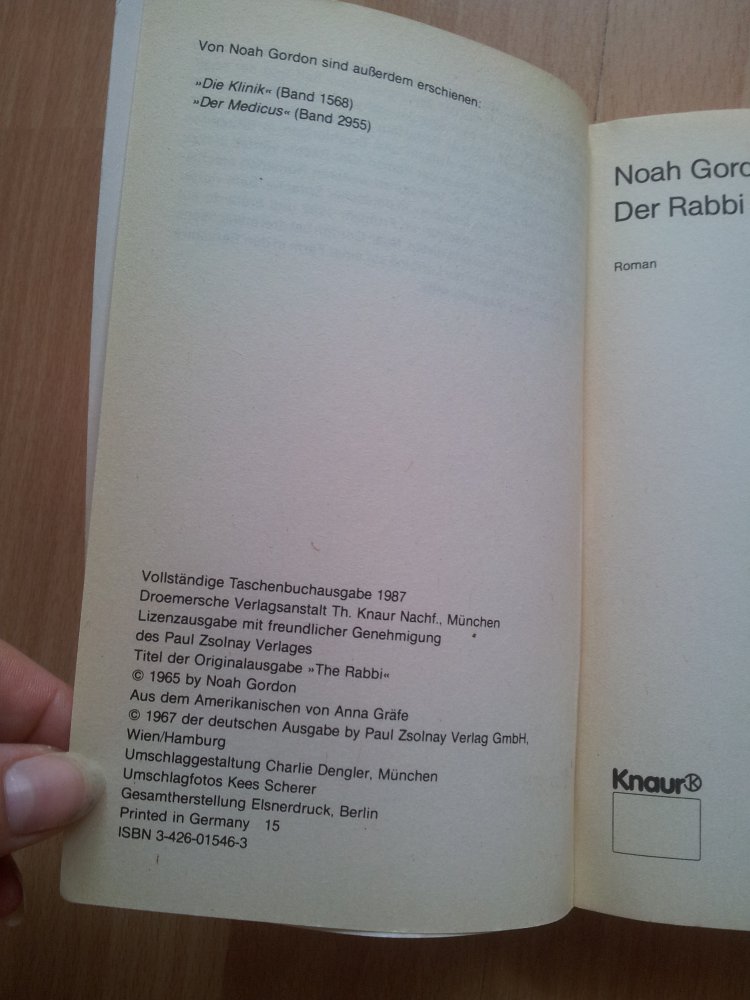 Von Noah Gordon sind außerdem erschienen:
»Die Klinik« (Band 1568)
»Der Medicus« (Band 2955)
Vollständige Taschenbuchausgabe 1987
Droemersche Verlagsanstalt Th. Knaur Nachf., München
Lizenzausgabe mit freundlicher Genehmigung
des Paul Zsolnay Verlages
Titel der Originalausgabe »The Rabbi«
© 1965 by Noah Gordon
Aus dem Amerikanischen von Anna Gräfe
© 1967 der deutschen Ausgabe by Paul Zsolnay Verlag GmbH,
Wien/Hamburg
Umschlaggestaltung Charlie Dengler, München
Umschlagfotos Kees Scherer
Gesamtherstellung Elsnerdruck, Berlin
Printed in Germany 15
ISBN 3-426-01546-3
Noah Gord
Der Rabbi
Roman
Knaur K